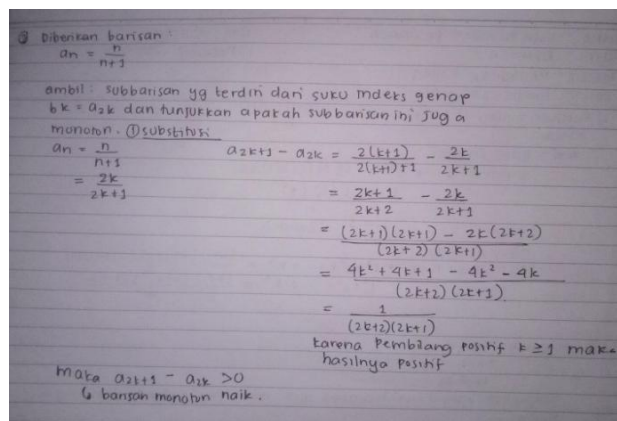 ③ Diberikan barisan :
an = n/n+1
ambil : subbarisan yg terdiri dari suku indeks genap
bk = a2k dan tunjukkan apakah subbarisan ini juga
monoton. ① substitusi
an = n/n+1
= 2k/2k+1
a2k+1 - a2k = 2(k+1)/2(k+1)+1 - 2k/2k+1
= 2k+1/2k+2 - 2k/2k+1
= (2k+1)(2k+1) - 2k(2k+2)/(2k+2)(2k+1)
= 4k² + 4k + 1 - 4k² - 4k/(2k+2)(2k+1)
= 1/(2k+2)(2k+1)
karena pembilang positif k ≥ 1 mak
hasilnya positif
maka a2k+1 - a2k > 0
↳ barisan monoton naik.